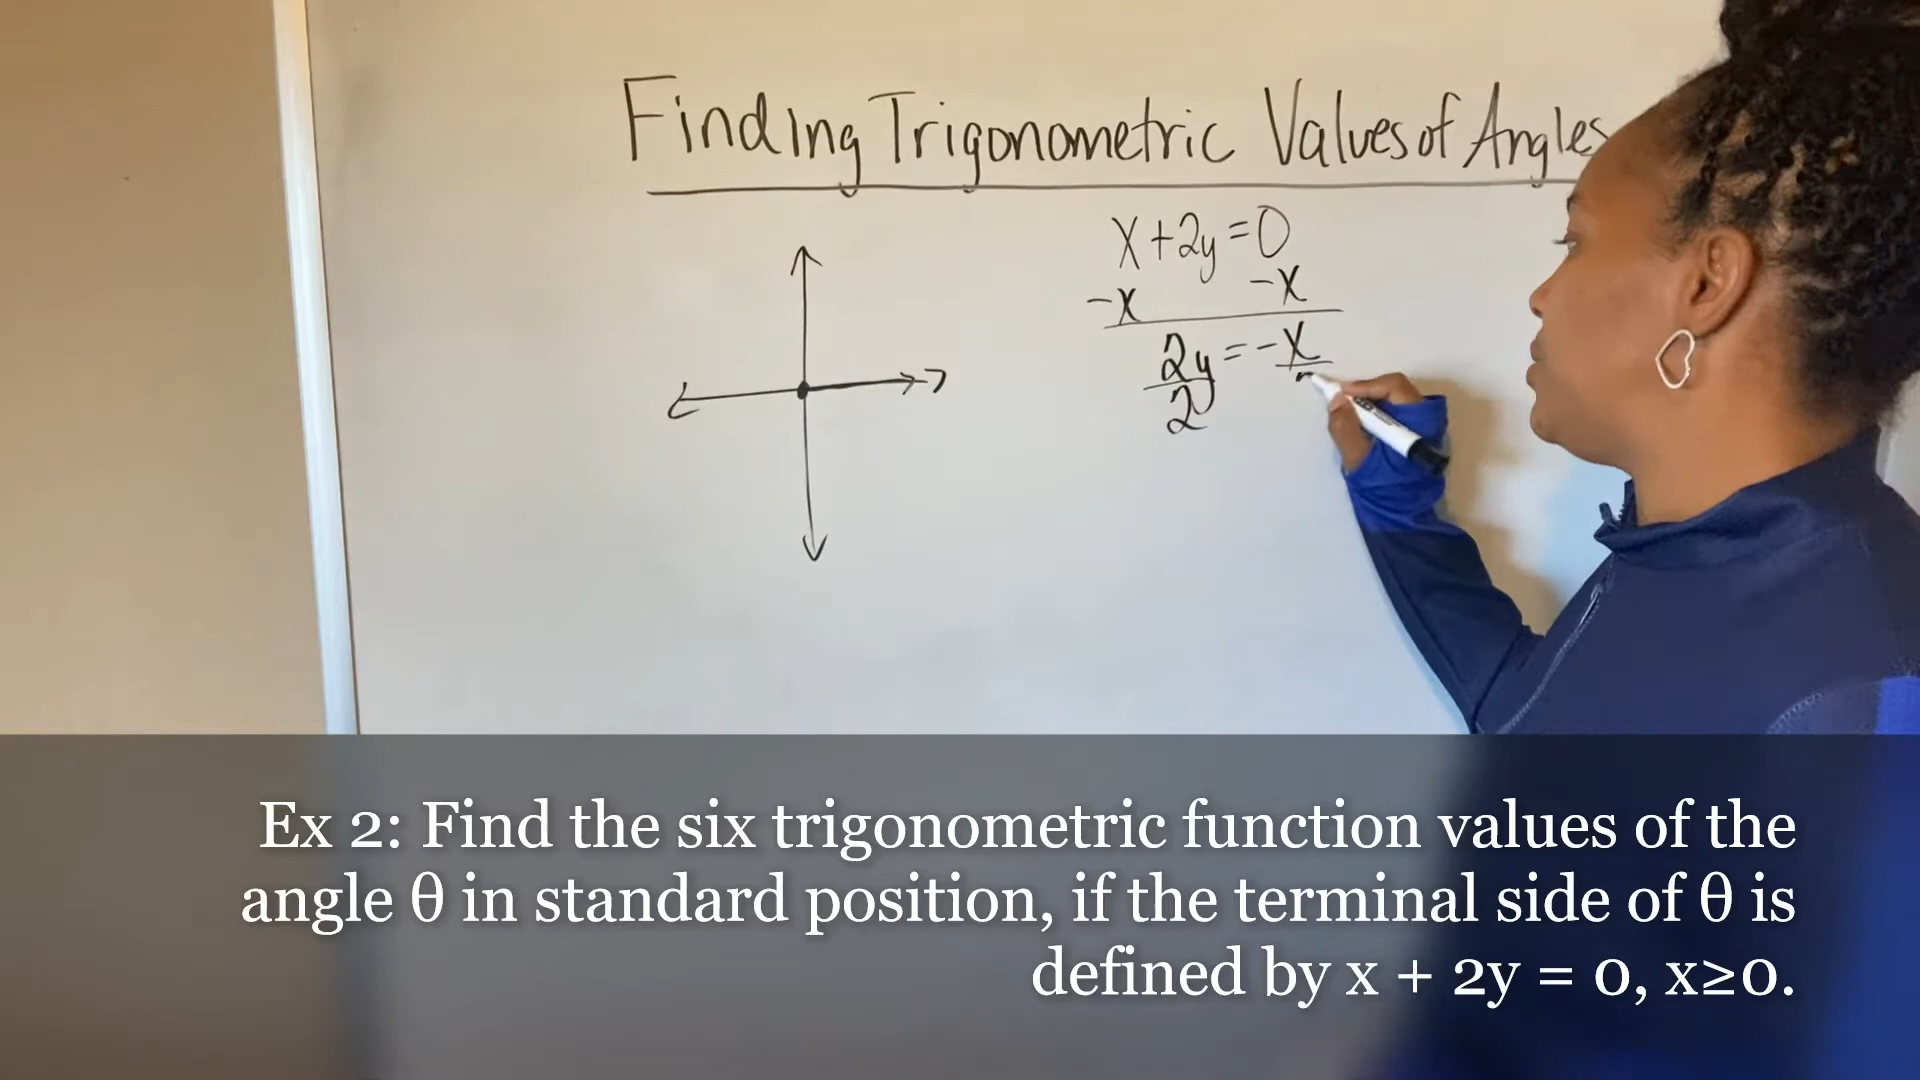 Finding Trigonometric Values of Angles
x+2y=0
-x -x
2y=-x
2
Ex 2: Find the six trigonometric function values of the
angle θ in standard position, if the terminal side of θ is
defined by x + 2y = 0, x≥0.